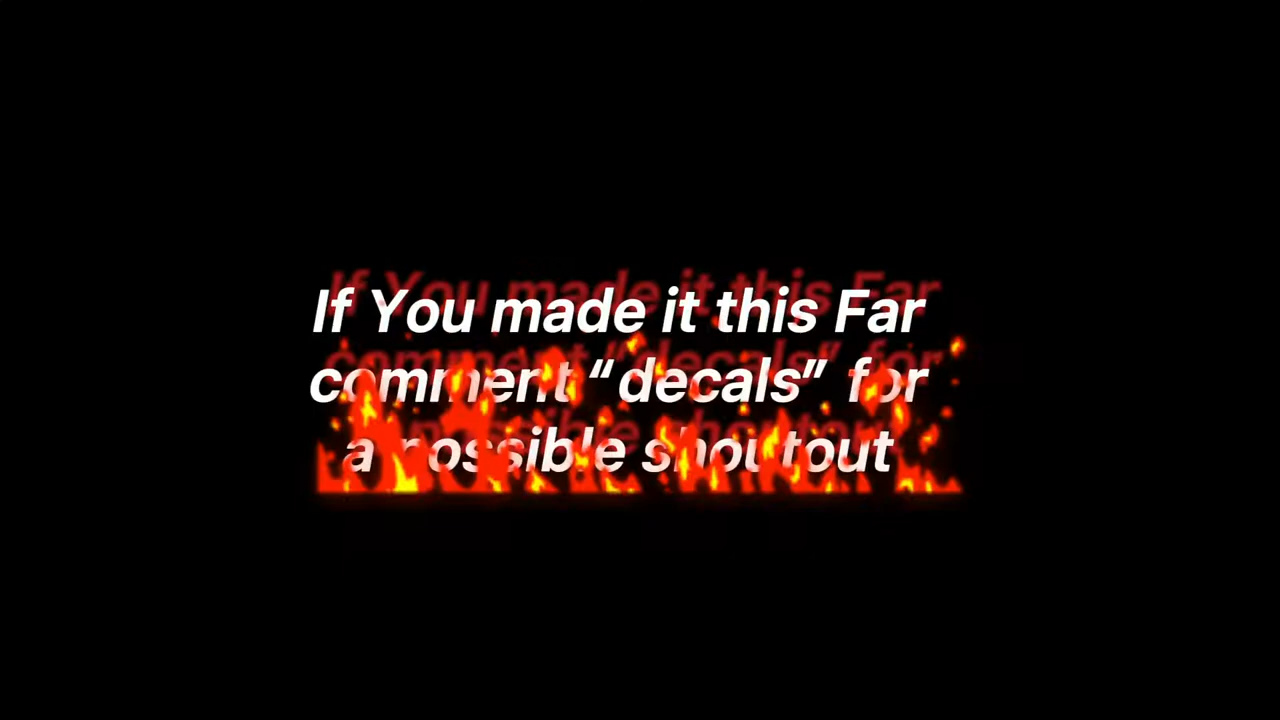 If You made it this Far
comment “decals” for
a possible shoutout